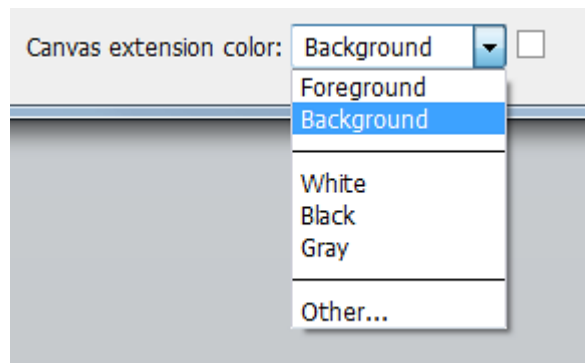 Canvas extension color: Background
Foreground
Background
White
Black
Gray
Other...